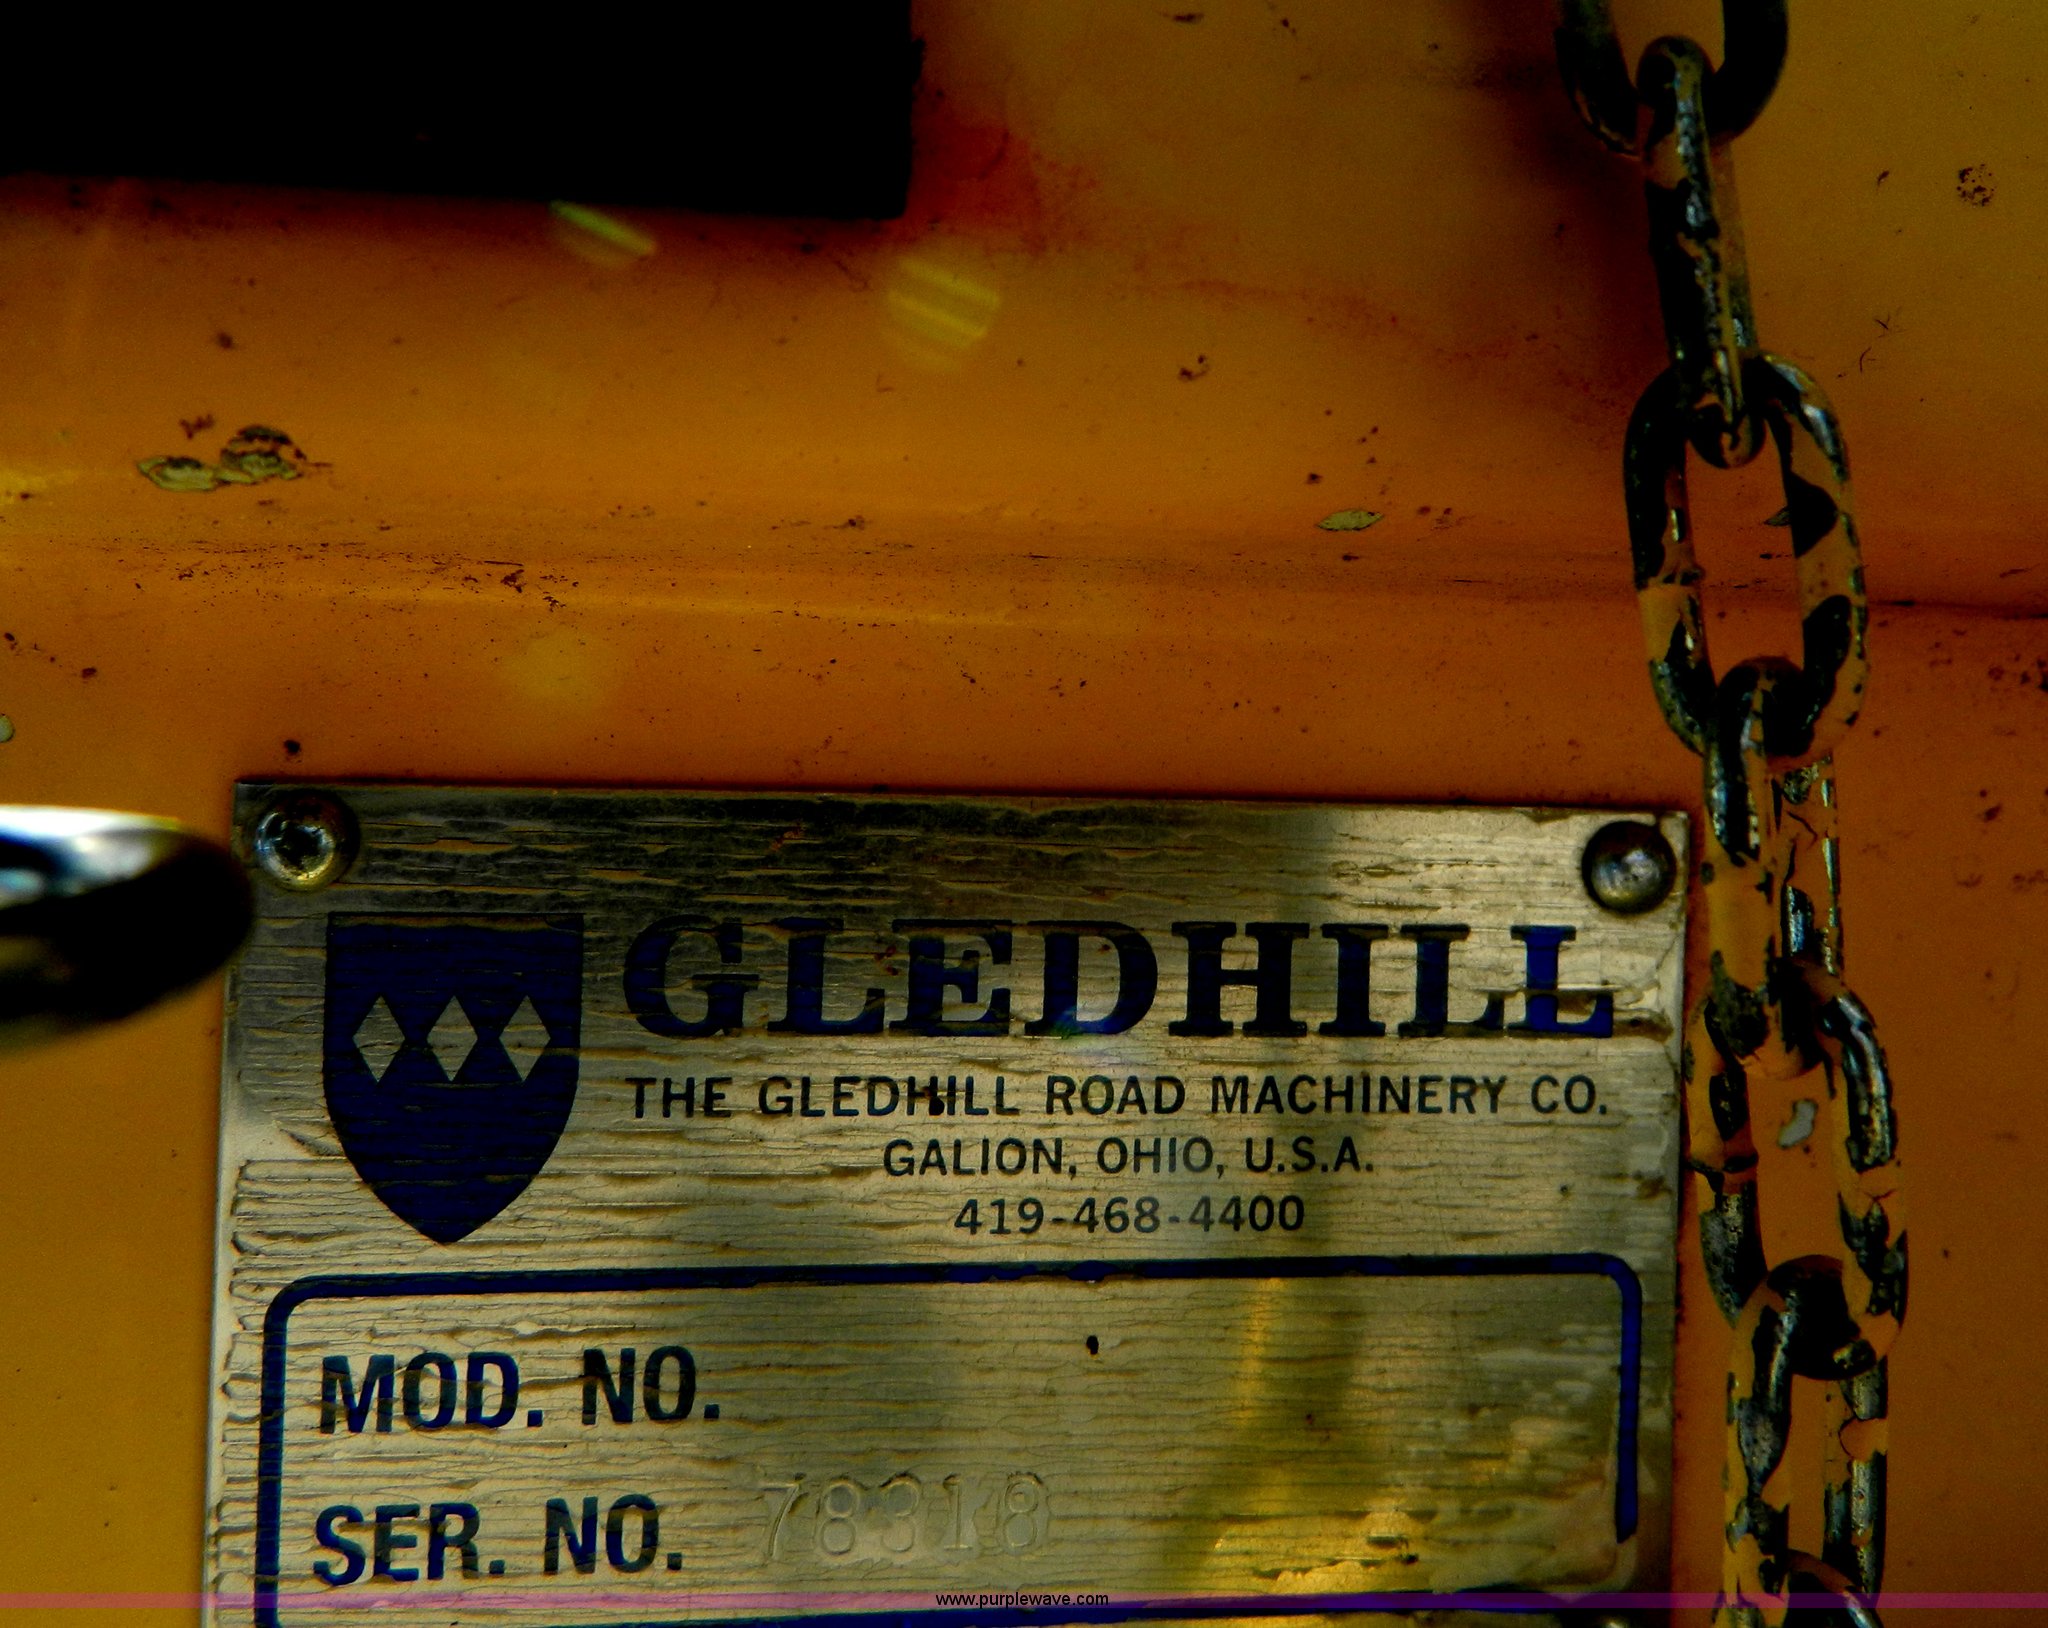 GLEDHILL
THE GLEDHILL ROAD MACHINERY CO.
GALION, OHIO, U.S.A.
419-468-4400
MOD. NO.
SER. NO. 78318
www.purplewave.com